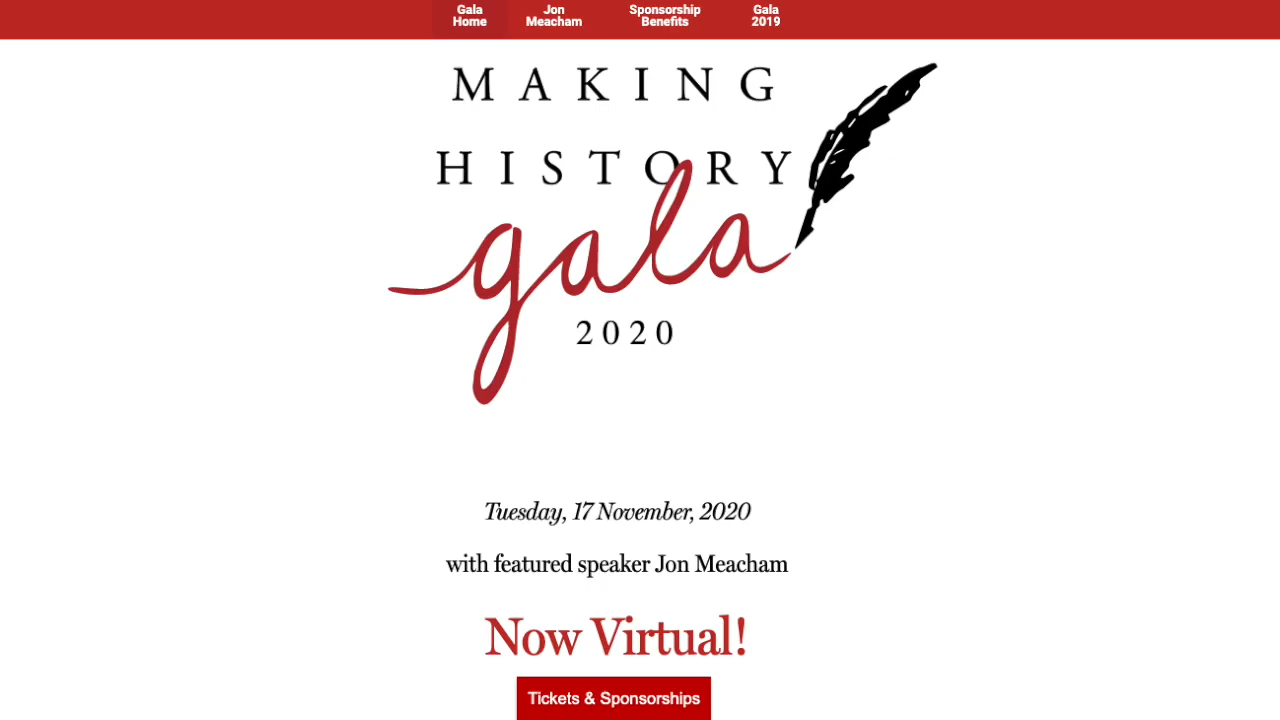 Gala
Home
Jon
Meacham
Sponsorship
Benefits
Gala
2019
MAKING
HISTORY
gala
2020
Tuesday, 17 November, 2020
with featured speaker Jon Meacham
Now Virtual!
Tickets & Sponsorships